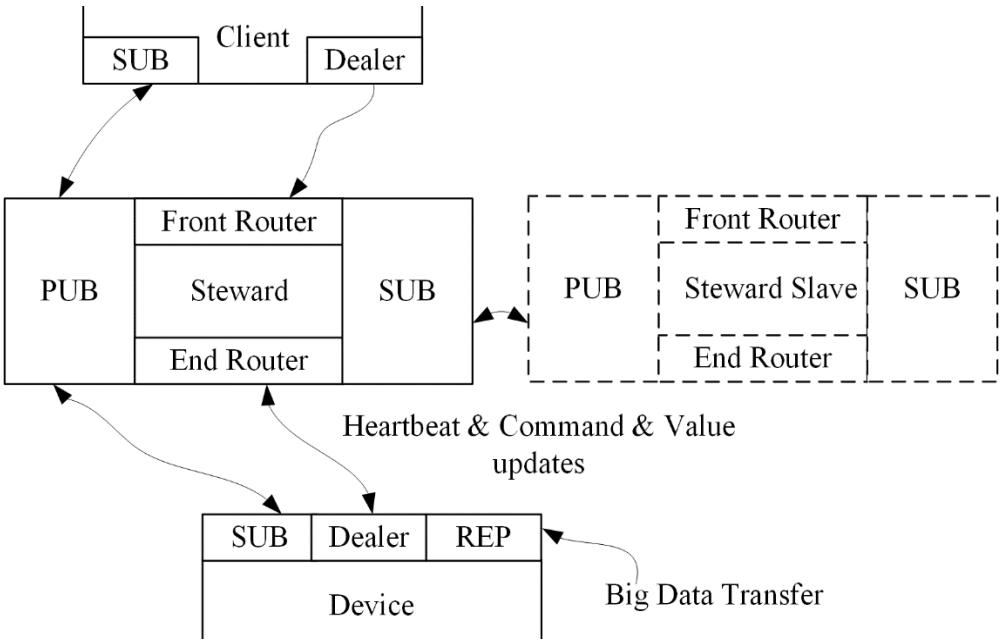 Client
SUB
Dealer
Front Router
PUB
Steward
SUB
End Router
Front Router
PUB
Steward Slave
SUB
End Router
Heartbeat & Command & Value
updates
SUB
Dealer
REP
Device
Big Data Transfer